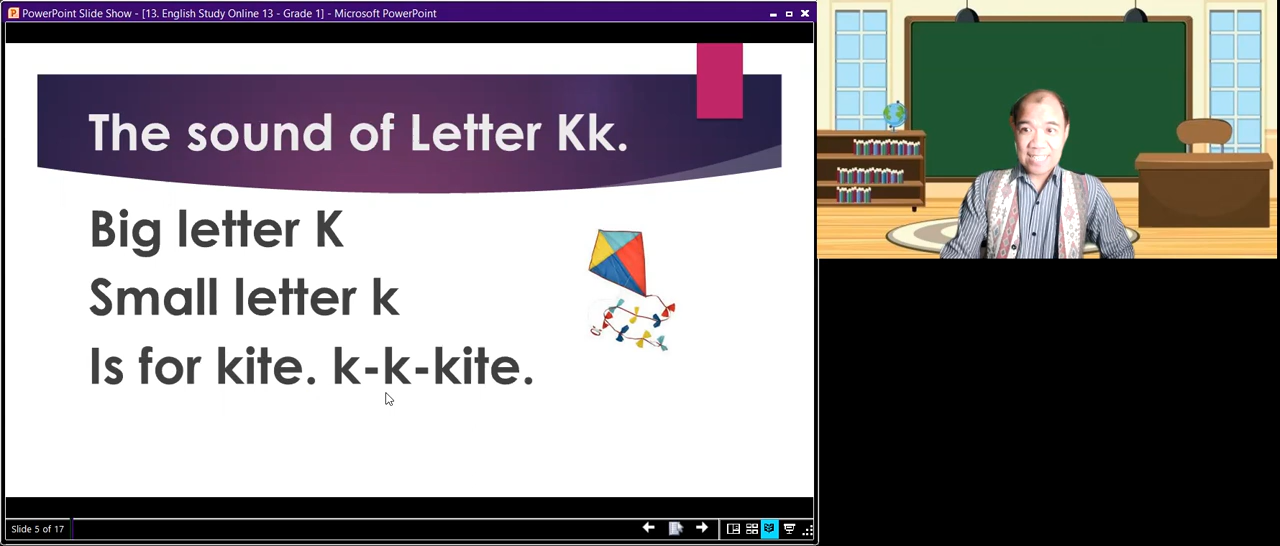 PowerPoint Slide Show - [13. English Study Online 13 - Grade 1] - Microsoft PowerPoint
The sound of Letter Kk.
Big letter K
Small letter k
Is for kite. k-k-kite.
Slide 5 of 17